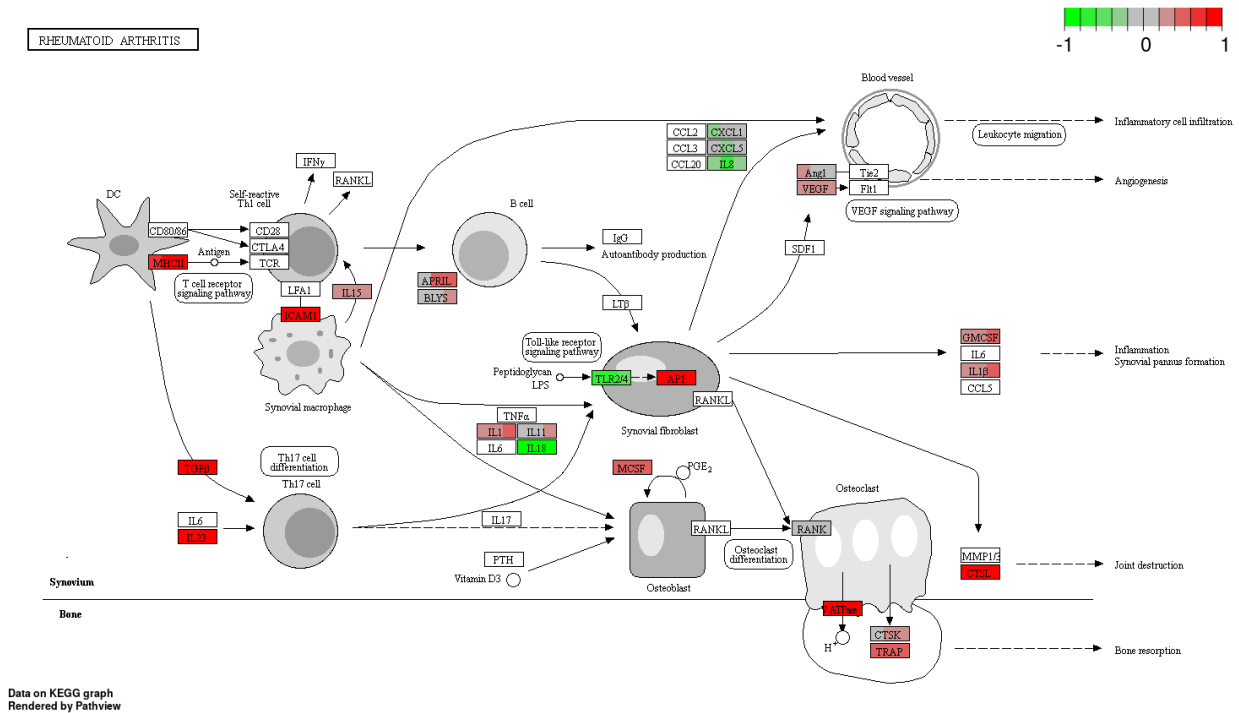 RHEUMATOID ARTHRITIS
-1 0 1
Blood vessel
CCL2 CXCL1
CCL3 CXCL5
CCL20 IL8
Inflammatory cell infiltration
Leukocyte migration
IFNγ
RANKL
Ang1 Tie2
VEGF Flt1
Angiogenesis
VEGF signaling pathway
DC
Self-reactive
Th1 cell
B cell
CD80/86 CD28
CTLA4
Antigen
MHCII TCR
T cell receptor
signaling pathway
LFA1
IL15
ICAM1
IgG
Autoantibody production
SDF1
APRIL
BLYS
LTβ
Toll-like receptor
signaling pathway
Peptidoglycan
LPS
TLR2/4 AP1
RANKL
Synovial fibroblast
GMCSF
IL6
IL1β
CCL5
Inflammation
Synovial pannus formation
Synovial macrophage
TNFα
IL1 IL11
IL6 IL18
Th17 cell
differentiation
Th17 cell
TGFβ
IL6
IL23
MCSF
PGE2
Osteoclast
IL17
RANKL RANK
PTH
Vitamin D3
Osteoclast
differentiation
Osteoblast
MMP1/3
CTSL
Joint destruction
Synovium
Bone
V-ATPase
H+
CTSK
TRAP
Bone resorption
Data on KEGG graph
Rendered by Pathview